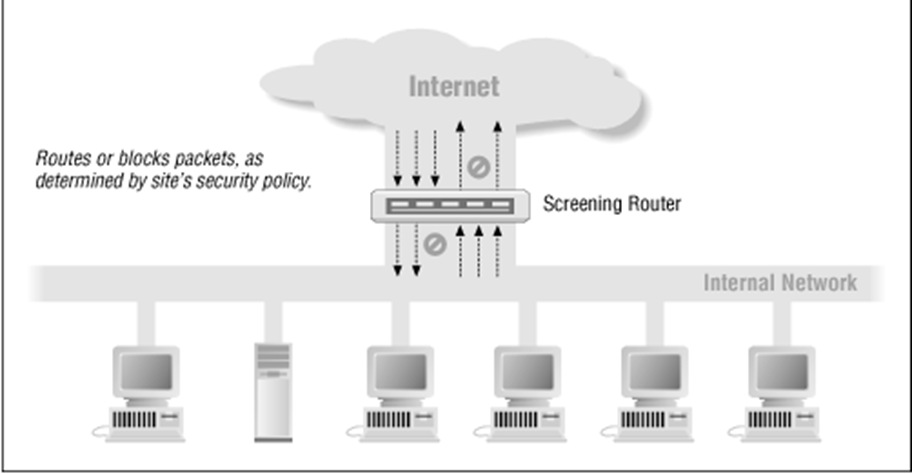 Internet
Routes or blocks packets, as
determined by site's security policy.
Screening Router
Internal Network